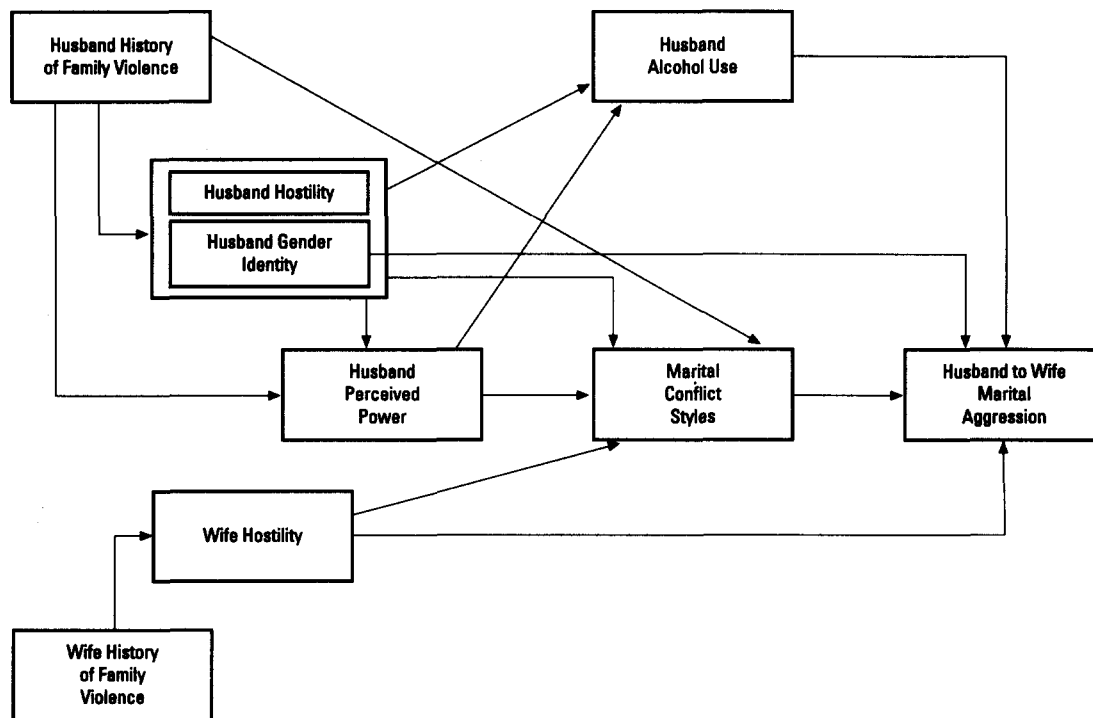 Husband History
of Family Violence
Husband
Alcohol Use
Husband Hostility
Husband Gender
Identity
Husband
Perceived
Power
Marital
Conflict
Styles
Husband to Wife
Marital
Aggression
Wife Hostility
Wife History
of Family
Violence